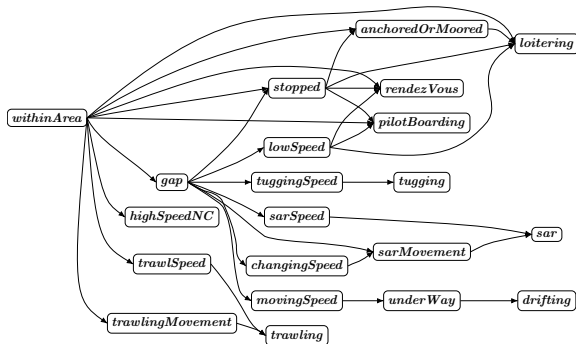 anchoredOrMoored
loitering
stopped
rendezVous
withinArea
pilotBoarding
lowSpeed
gap
tuggingSpeed
tugging
highSpeedNC
sarSpeed
sar
sarMovement
trawlSpeed
changingSpeed
movingSpeed
underWay
drifting
trawlingMovement
trawling